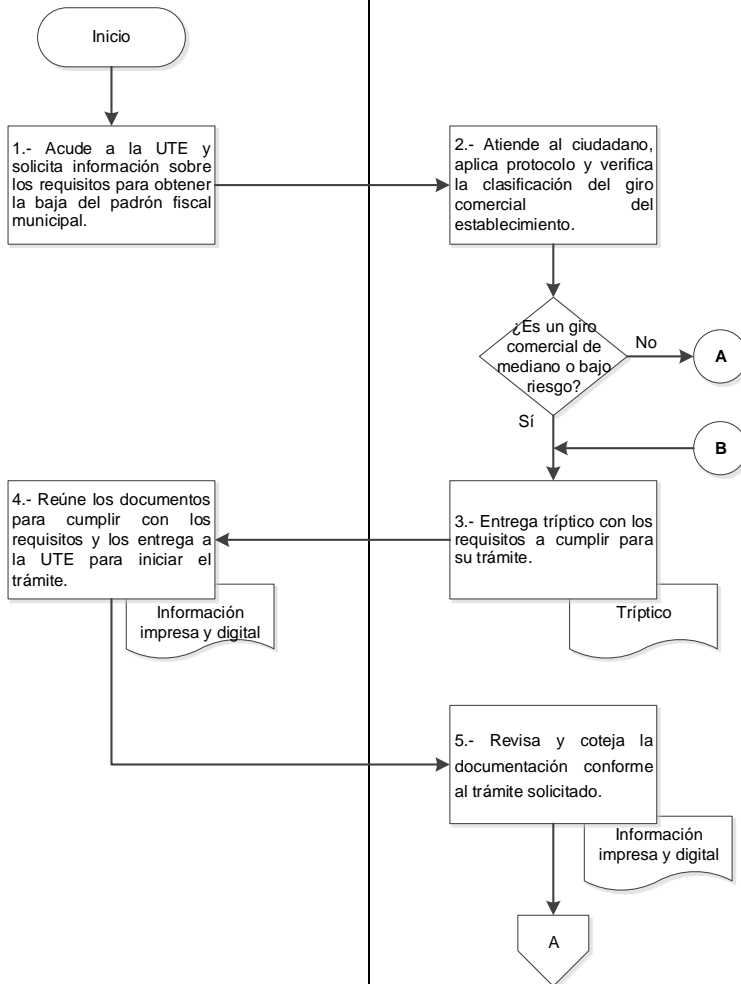 Inicio
1.- Acude a la UTE y
solicita información sobre
los requisitos para obtener
la baja del padrón fiscal
municipal.
2.- Atiende al ciudadano,
aplica protocolo y verifica
la clasificación del giro
comercial del
establecimiento.
¿Es un giro
comercial de
mediano o bajo
riesgo?
No
A
Sí
B
3.- Entrega tríptico con los
requisitos a cumplir para
su trámite.
Tríptico
4.- Reúne los documentos
para cumplir con los
requisitos y los entrega a
la UTE para iniciar el
trámite.
Información
impresa y digital
5.- Revisa y coteja la
documentación conforme
al trámite solicitado.
Información
impresa y digital
A